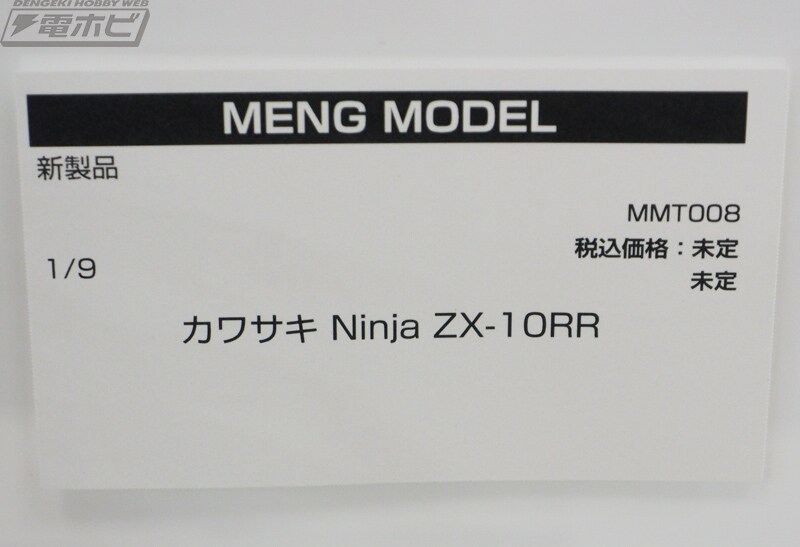 DENGEKI HOBBY WEB
電ホビ
MENG MODEL
新製品
MMT008
税込価格：未定
1/9
未定
カワサキ Ninja ZX-10RR